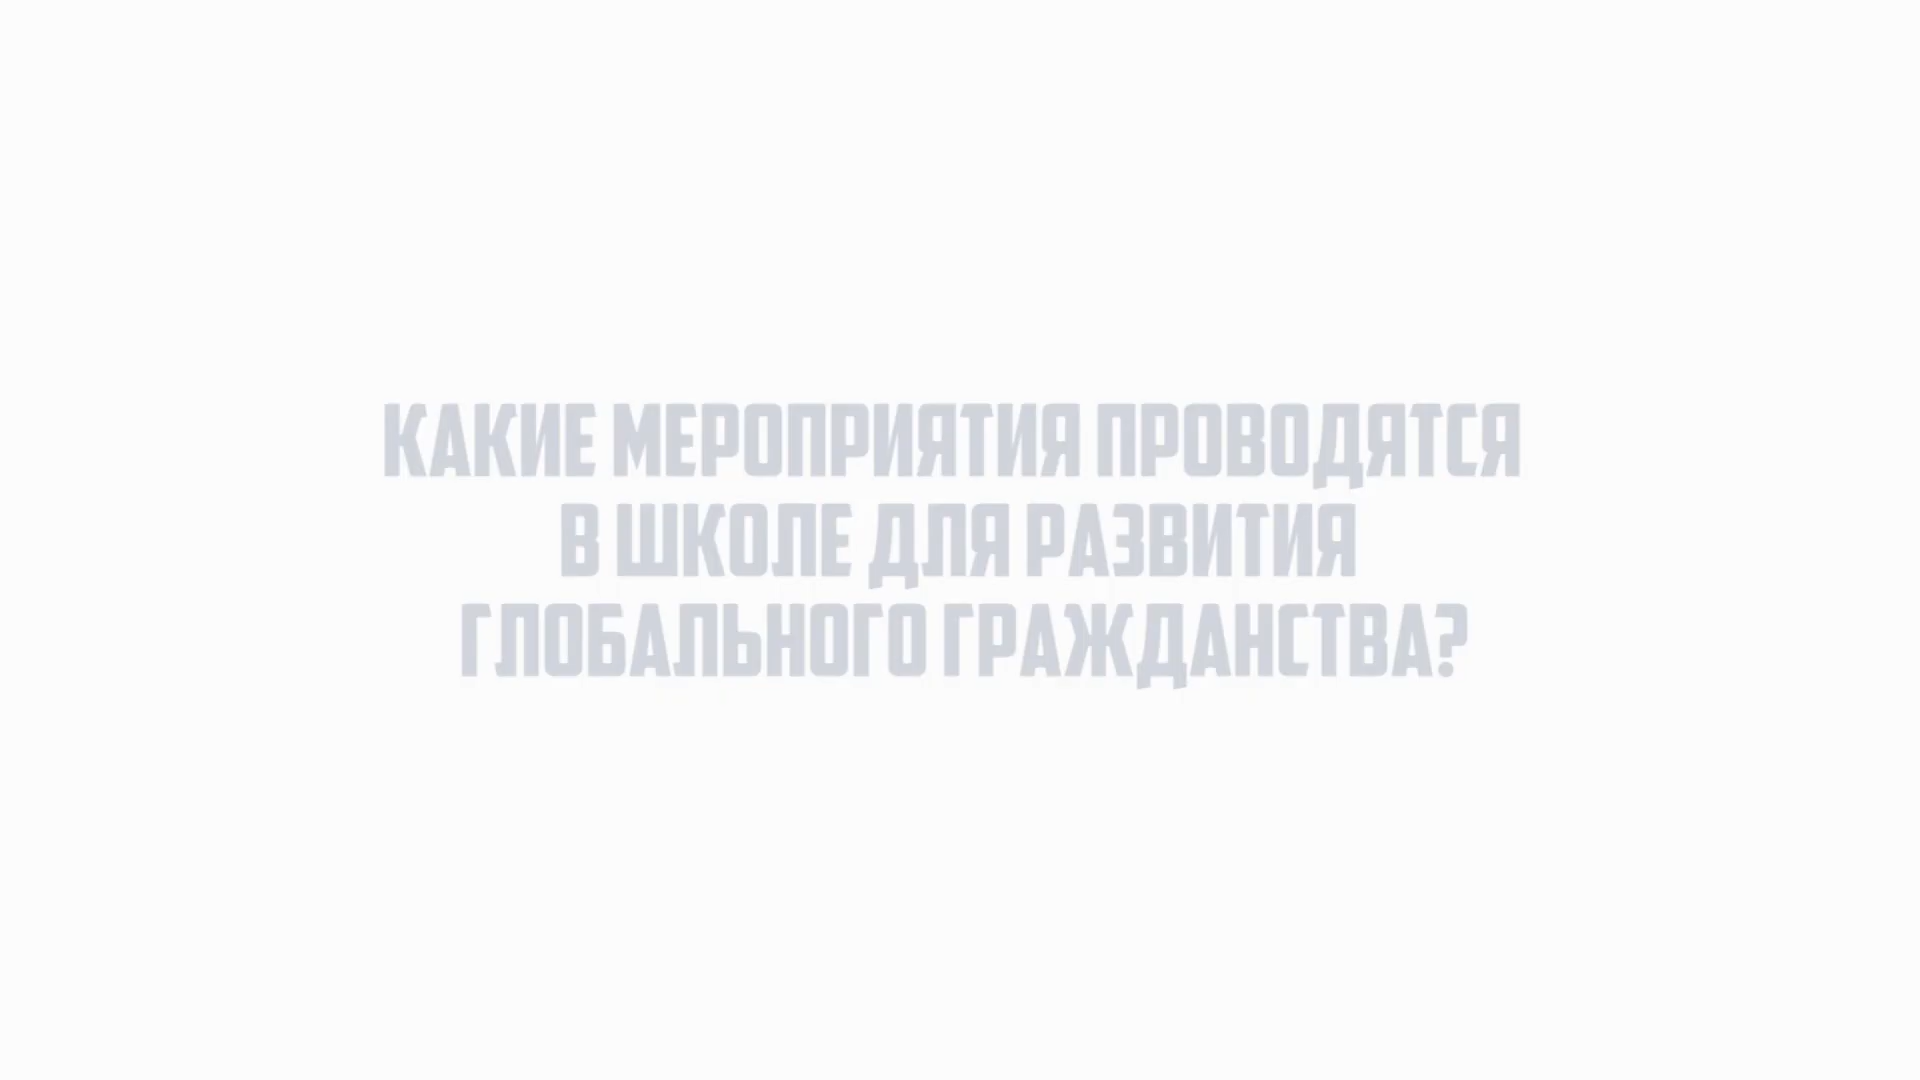 КАКИЕ МЕРОПРИЯТИЯ ПРОВОДЯТСЯ
В ШКОЛЕ ДЛЯ РАЗВИТИЯ
ГЛОБАЛЬНОГО ГРАЖДАНСТВА?